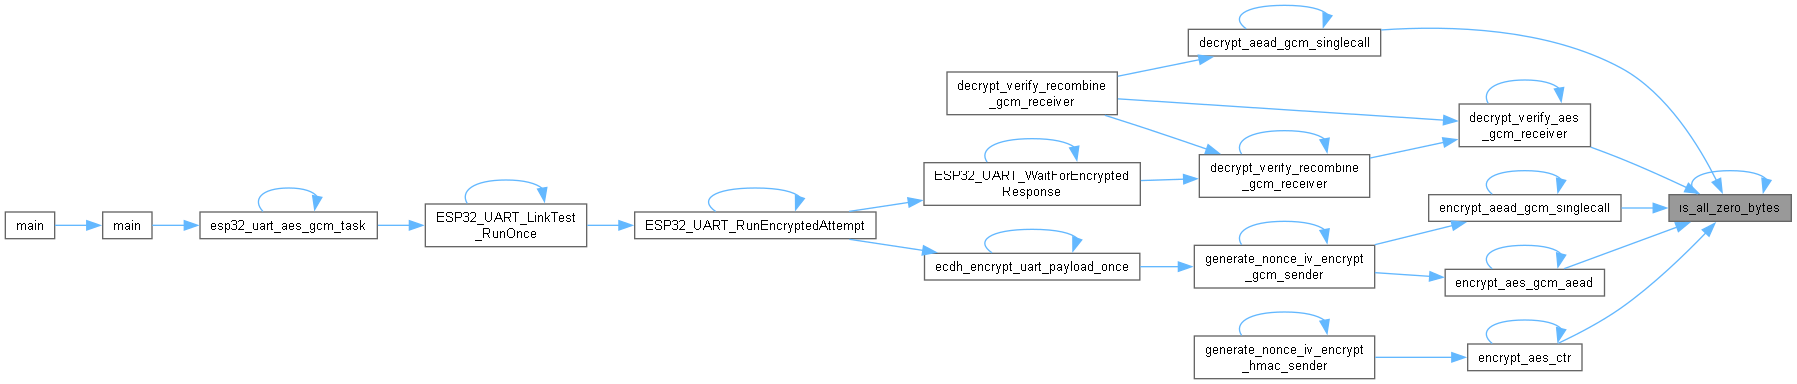 decrypt_aead_gcm_singlecall
decrypt_verify_recombine
_gcm_receiver
decrypt_verify_aes
_gcm_receiver
decrypt_verify_recombine
_gcm_receiver
ESP32_UART_WaitForEncrypted
Response
is_all_zero_bytes
encrypt_aead_gcm_singlecall
main
main
esp32_uart_aes_gcm_task
ESP32_UART_LinkTest
_RunOnce
ESP32_UART_RunEncryptedAttempt
ecdh_encrypt_uart_payload_once
generate_nonce_iv_encrypt
_gcm_sender
encrypt_aes_gcm_aead
generate_nonce_iv_encrypt
_hmac_sender
encrypt_aes_ctr